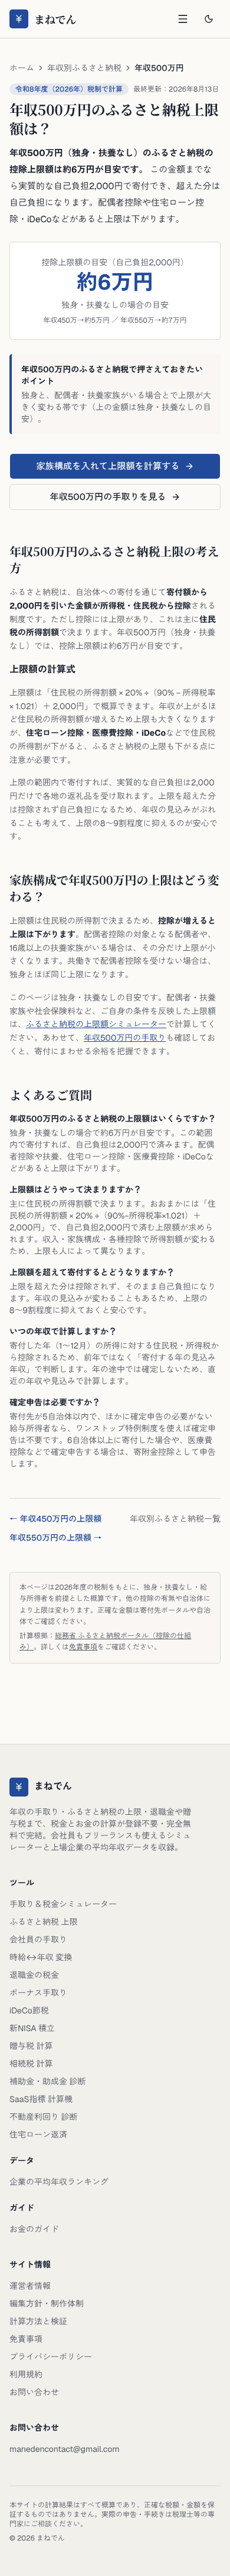 ¥ まねでん
ホーム › 年収別ふるさと納税 › 年収500万円
令和8年度（2026年）税制で計算 最終更新：2026年8月13日
年収500万円のふるさと納税上限
額は？
年収500万円（独身・扶養なし）のふるさと納税の
控除上限額は約6万円が目安です。この金額までな
ら実質的な自己負担2,000円で寄付でき、超えた分は
自己負担になります。配偶者控除や住宅ローン控
除・iDeCoなどがあると上限は下がります。
控除上限額の目安（自己負担2,000円）
約6万円
独身・扶養なしの場合の目安
年収450万円→約5万円 ／ 年収550万円→約7万円
年収500万円のふるさと納税で押さえておきたい
ポイント
独身と、配偶者・扶養家族がいる場合とで上限が大
きく変わる帯です（上の金額は独身・扶養なしの目
安）。
家族構成を入れて上限額を計算する →
年収500万円の手取りを見る →
年収500万円のふるさと納税上限の考え
方
ふるさと納税は、自治体への寄付を通じて寄付額から
2,000円を引いた金額が所得税・住民税から控除される
制度です。ただし控除には上限があり、これは主に住民
税の所得割額で決まります。年収500万円（独身・扶養
なし）では、控除上限額は約6万円が目安です。
上限額の計算式
上限額は「住民税の所得割額 × 20% ÷（90% − 所得税率
× 1.021）＋ 2,000円」で概算できます。年収が上がるほ
ど住民税の所得割額が増えるため上限も大きくなります
が、住宅ローン控除・医療費控除・iDeCoなどで住民税
の所得割が下がると、ふるさと納税の上限も下がる点に
注意が必要です。
上限の範囲内で寄付すれば、実質的な自己負担は2,000
円だけで各地の返礼品を受け取れます。上限を超えた分
は控除されず自己負担になるため、年収見込みがぶれ
ることも考えて、上限の8〜9割程度に抑えるのが安心で
す。
家族構成で年収500万円の上限はどう変
わる？
上限額は住民税の所得割で決まるため、控除が増えると
上限は下がります。配偶者控除の対象となる配偶者や、
16歳以上の扶養家族がいる場合は、その分だけ上限が小
さくなります。共働きで配偶者控除を受けない場合は、
独身とほぼ同じ上限になります。
このページは独身・扶養なしの目安です。配偶者・扶養
家族や社会保険料など、ご自身の条件を反映した上限額
は、ふるさと納税の上限額シミュレーターで計算してく
ださい。あわせて、年収500万円の手取りも確認しておく
と、寄付にまわせる余裕を把握できます。
よくあるご質問
年収500万円のふるさと納税の上限額はいくらですか？
独身・扶養なしの場合で約6万円が目安です。この範囲
内で寄付すれば、自己負担は2,000円で済みます。配偶
者控除や扶養、住宅ローン控除・医療費控除・iDeCoな
どがあると上限は下がります。
上限額はどうやって決まりますか？
主に住民税の所得割額で決まります。おおまかには「住
民税の所得割額 × 20% ÷（90%−所得税率×1.021）＋
2,000円」で、自己負担2,000円で済む上限額が求めら
れます。収入・家族構成・各種控除で所得割額が変わる
ため、上限も人によって異なります。
上限額を超えて寄付するとどうなりますか？
上限を超えた分は控除されず、そのまま自己負担になり
ます。年収の見込みが変わることもあるため、上限の
8〜9割程度に抑えておくと安心です。
いつの年収で計算しますか？
寄付した年（1〜12月）の所得に対する住民税・所得税か
ら控除されるため、前年ではなく「寄付する年の見込み
年収」で判断します。年の途中では確定しないため、直
近の年収や見込みで計算します。
確定申告は必要ですか？
寄付先が5自治体以内で、ほかに確定申告の必要がない
給与所得者なら、ワンストップ特例制度を使えば確定申
告は不要です。6自治体以上に寄付した場合や、医療費
控除などで確定申告する場合は、寄附金控除として申告
します。
← 年収450万円の上限額 年収別ふるさと納税一覧
年収550万円の上限額 →
本ページは2026年度の税制をもとに、独身・扶養なし・給
与所得者を前提とした概算です。他の控除の有無や自治体に
より上限は変わります。正確な金額は寄付先ポータルや自治
体でご確認ください。
計算根拠：総務省 ふるさと納税ポータル（控除の仕組
み）。詳しくは免責事項をご確認ください。
¥ まねでん
年収の手取り・ふるさと納税の上限・退職金や贈
与税まで、税金とお金の計算が登録不要・完全無
料で完結。会社員もフリーランスも使えるシミュ
レーターと上場企業の平均年収データを収録。
ツール
手取り＆税金シミュレーター
ふるさと納税 上限
会社員の手取り
時給⇔年収 変換
退職金の税金
ボーナス手取り
iDeCo節税
新NISA 積立
贈与税 計算
相続税 計算
補助金・助成金 診断
SaaS指標 計算機
不動産利回り 診断
住宅ローン返済
データ
企業の平均年収ランキング
ガイド
お金のガイド
サイト情報
運営者情報
編集方針・制作体制
計算方法と検証
免責事項
プライバシーポリシー
利用規約
お問い合わせ
お問い合わせ
manedencontact@gmail.com
本サイトの計算結果はすべて概算であり、正確な税額・金額を保
証するものではありません。実際の申告・手続きは税理士等の専
門家にご相談ください。
© 2026 まねでん